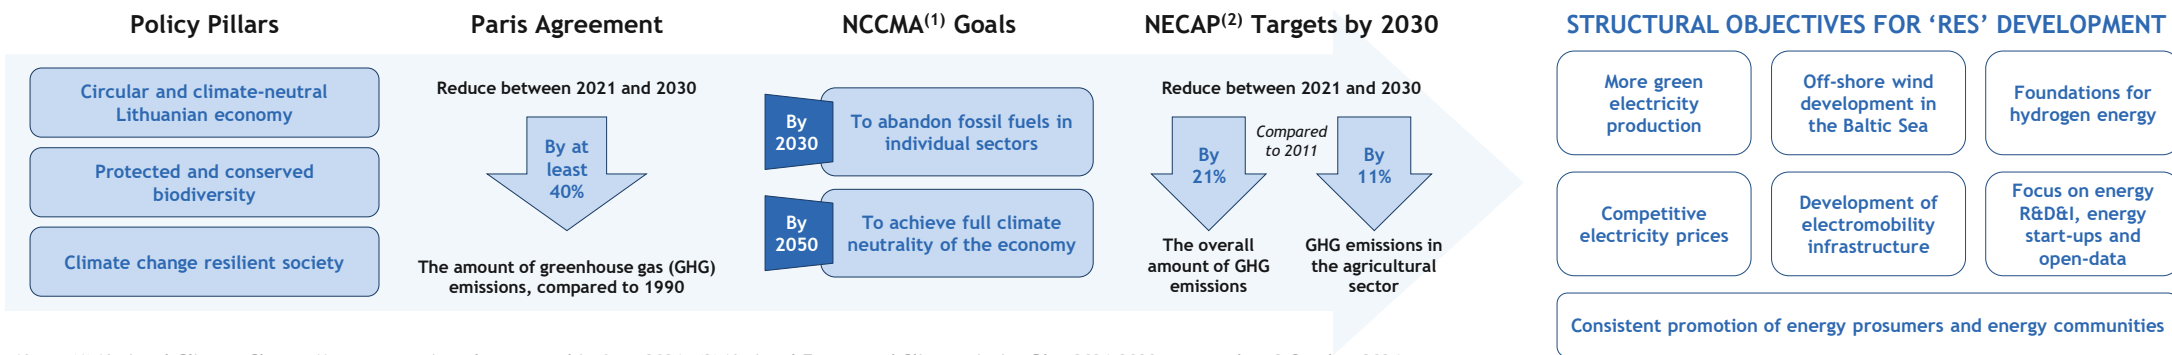 Policy Pillars
Circular and climate-neutral
Lithuanian economy
Protected and conserved
biodiversity
Climate change resilient society
Paris Agreement
Reduce between 2021 and 2030
By at
least
40%
The amount of greenhouse gas (GHG)
emissions, compared to 1990
NCCMA(1) Goals
By
2030
To abandon fossil fuels in
individual sectors
By
2050
To achieve full climate
neutrality of the economy
NECAP(2) Targets by 2030
Reduce between 2021 and 2030
Compared
to 2011
By
21%
The overall
amount of GHG
emissions
By
11%
GHG emissions in
the agricultural
sector
STRUCTURAL OBJECTIVES FOR ‘RES’ DEVELOPMENT
More green
electricity
production
Off-shore wind
development in
the Baltic Sea
Foundations for
hydrogen energy
Competitive
electricity prices
Development of
electromobility
infrastructure
Focus on energy
R&D&I, energy
start-ups and
open-data
Consistent promotion of energy prosumers and energy communities